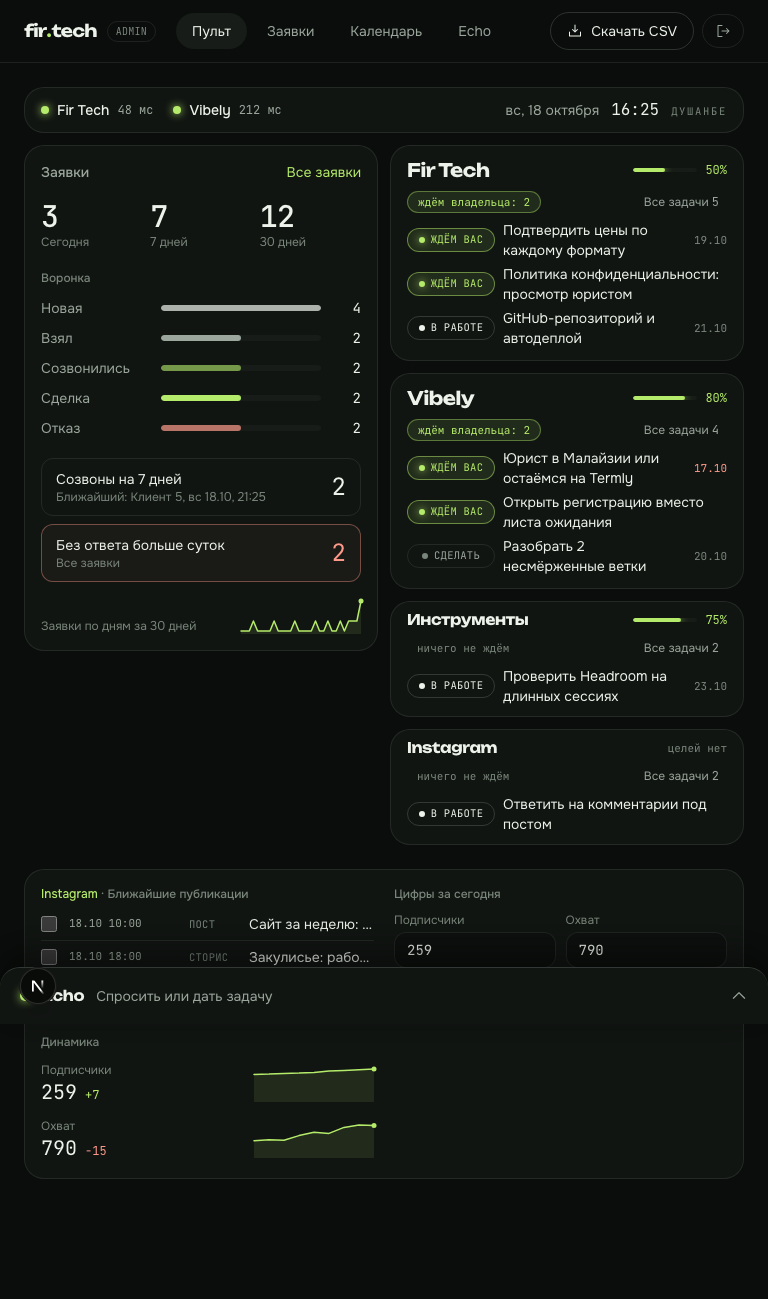 fir.tech ADMIN Пульт Заявки Календарь Echo Скачать CSV
Fir Tech 48 мс Vibely 212 мс вс, 18 октября 16:25 ДУШАНБЕ
Заявки Все заявки
3 7 12
Сегодня 7 дней 30 дней
Воронка
Новая 4
Взял 2
Созвонились 2
Сделка 2
Отказ 2
Созвоны на 7 дней 2
Ближайший: Клиент 5, вс 18.10, 21:25
Без ответа больше суток 2
Все заявки
Заявки по дням за 30 дней
Fir Tech 50%
ждём владельца: 2 Все задачи 5
ЖДЁМ ВАС Подтвердить цены по 19.10
каждому формату
ЖДЁМ ВАС Политика конфиденциальности:
просмотр юристом
В РАБОТЕ GitHub-репозиторий и 21.10
автодеплой
Vibely 80%
ждём владельца: 2 Все задачи 4
ЖДЁМ ВАС Юрист в Малайзии или 17.10
остаёмся на Termly
ЖДЁМ ВАС Открыть регистрацию вместо
листа ожидания
СДЕЛАТЬ Разобрать 2 20.10
несмёрженные ветки
Инструменты 75%
ничего не ждём Все задачи 2
В РАБОТЕ Проверить Headroom на 23.10
длинных сессиях
Instagram целей нет
ничего не ждём Все задачи 2
В РАБОТЕ Ответить на комментарии под
постом
Instagram · Ближайшие публикации
18.10 10:00 ПОСТ Сайт за неделю: ...
18.10 18:00 СТОРИС Закулисье: рабо...
Цифры за сегодня
Подписчики Охват
259 790
N
Спросить или дать задачу
Динамика
Подписчики
259 +7
Охват
790 -15